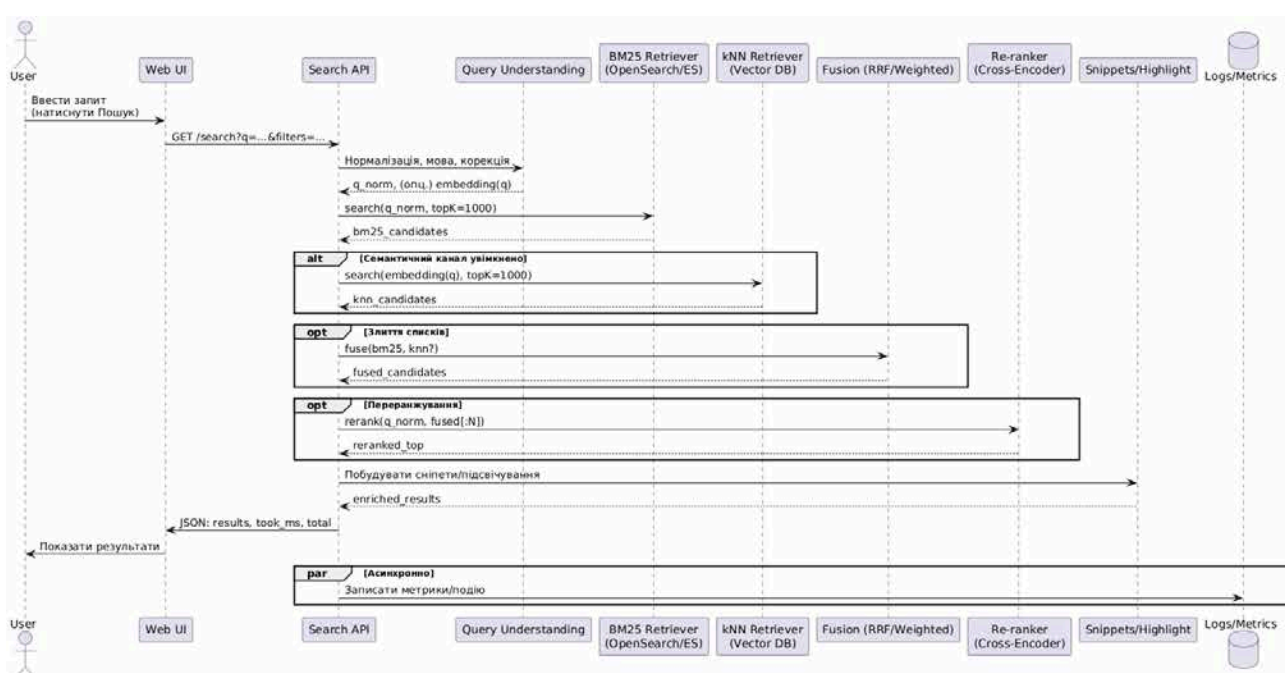 User
Web UI
Search API
Query Understanding
BM25 Retriever
(OpenSearch/ES)
kNN Retriever
(Vector DB)
Fusion (RRF/Weighted)
Re-ranker
(Cross-Encoder)
Snippets/Highlight
Logs/Metrics
Ввести запит
(натиснути Пошук)
GET /search?q=...&filters=...
Нормалізація, мова, корекція
q_norm, (опц.) embedding(q)
search(q_norm, topK=1000)
bm25_candidates
alt [Семантичний канал увімкнено]
search(embedding(q), topK=1000)
knn_candidates
opt [Злиття списків]
fuse(bm25, knn?)
fused_candidates
opt [Переранжування]
rerank(q_norm, fused[:N])
reranked_top
Побудувати сніпети/підсвічування
enriched_results
JSON: results, took_ms, total
Показати результати
par [Асинхронно]
Записати метрики/подію
User
Web UI
Search API
Query Understanding
BM25 Retriever
(OpenSearch/ES)
kNN Retriever
(Vector DB)
Fusion (RRF/Weighted)
Re-ranker
(Cross-Encoder)
Snippets/Highlight
Logs/Metrics